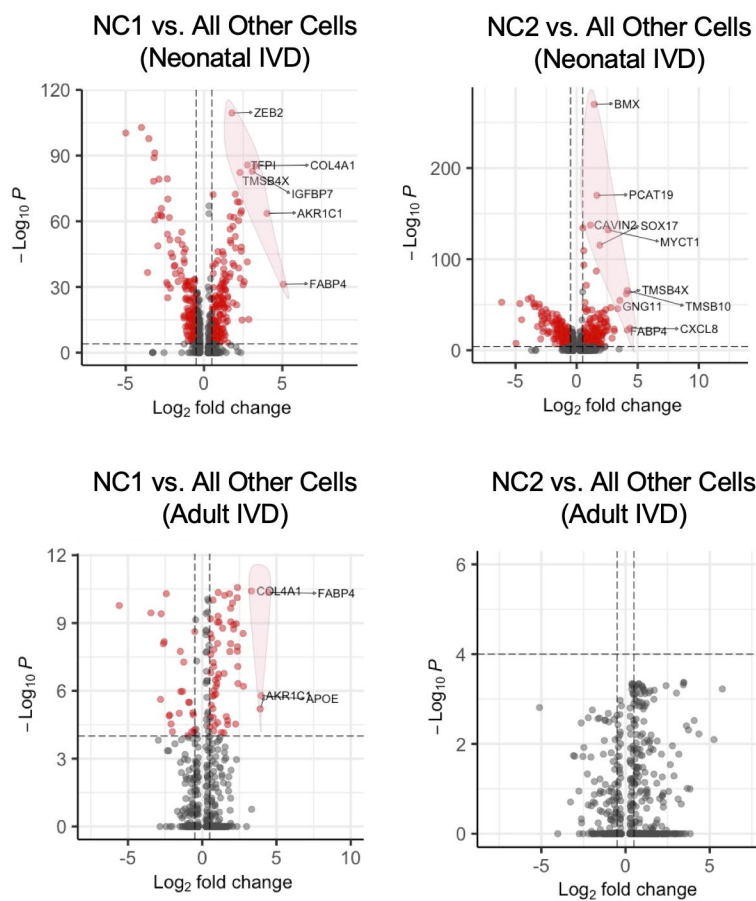 NC1 vs. All Other Cells
(Neonatal IVD)
120
90
60
30
0
-5
0
5
– Log10 P
Log2 fold change
ZEB2
TFPI
COL4A1
TMSB4X
IGFBP7
AKR1C1
FABP4
NC2 vs. All Other Cells
(Neonatal IVD)
200
100
0
-5
0
5
10
– Log10 P
Log2 fold change
BMX
PCAT19
CAVIN2
SOX17
MYCT1
TMSB4X
TMSB10
GNG11
FABP4
CXCL8
NC1 vs. All Other Cells
(Adult IVD)
12
9
6
3
0
-5
0
5
10
– Log10 P
Log2 fold change
COL4A1
FABP4
AKR1C1
APOE
NC2 vs. All Other Cells
(Adult IVD)
6
4
2
0
-5
0
5
– Log10 P
Log2 fold change